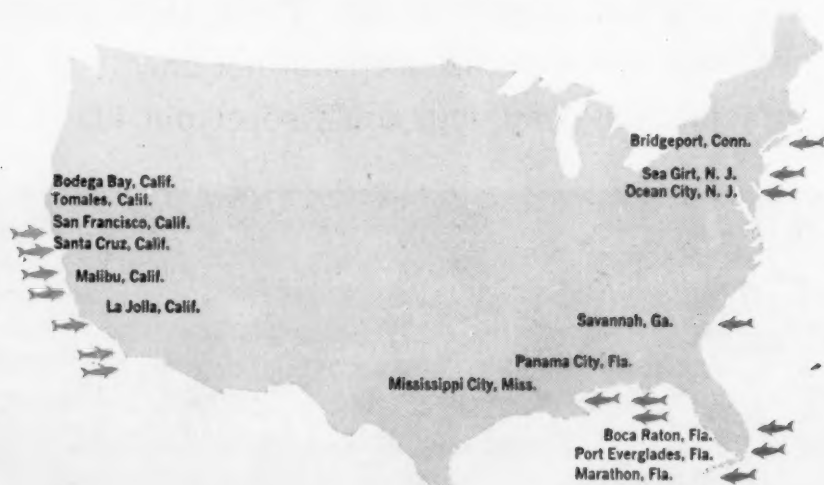 Bridgeport, Conn.
Sea Girt, N. J.
Ocean City, N. J.
Bodega Bay, Calif.
Tomales, Calif.
San Francisco, Calif.
Santa Cruz, Calif.
Malibu, Calif.
La Jolla, Calif.
Savannah, Ga.
Panama City, Fla.
Mississippi City, Miss.
Boca Raton, Fla.
Port Everglades, Fla.
Marathon, Fla.